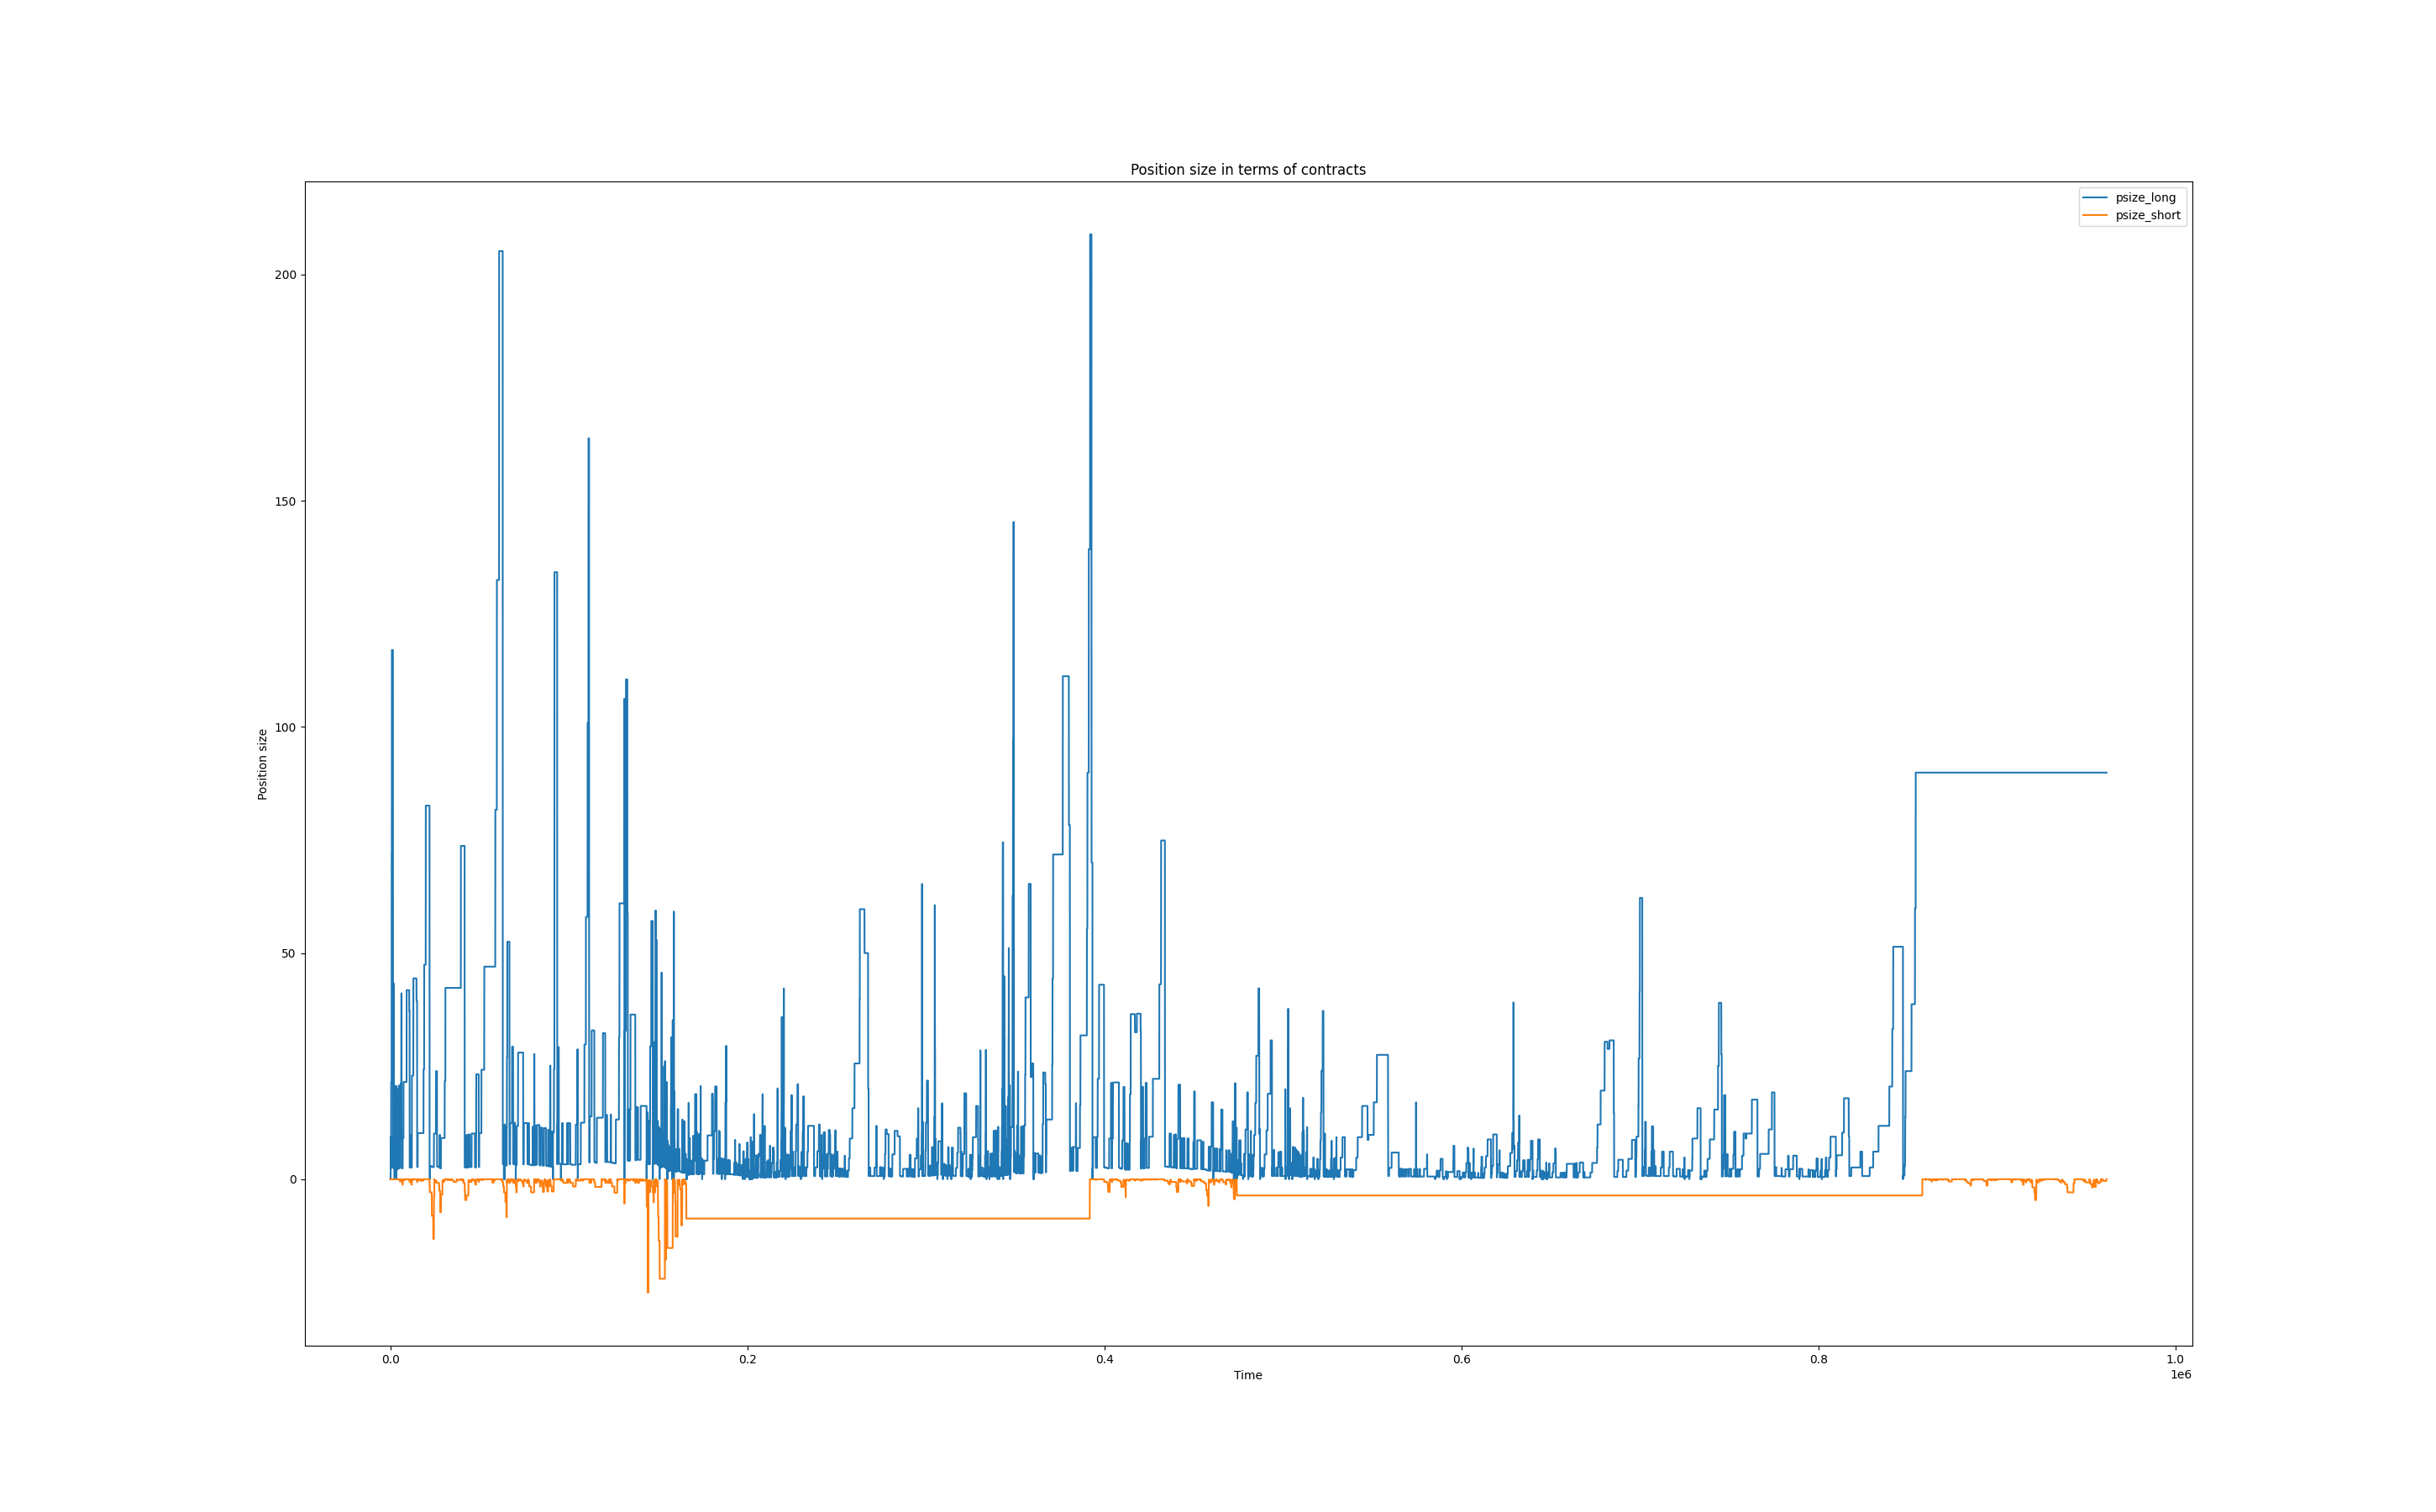 Position size in terms of contracts
psize_long
psize_short
Position size
200
150
100
50
0
0.0
0.2
0.4
0.6
0.8
1.0
Time
1e6